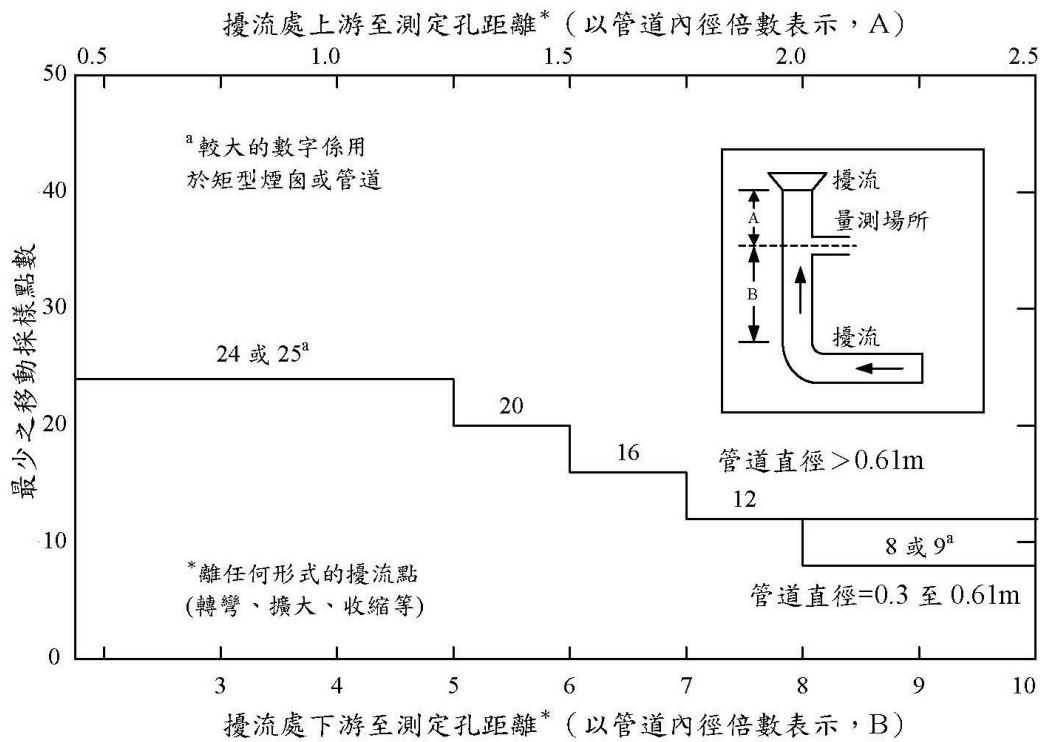 擾流處上游至測定孔距離*（以管道內徑倍數表示，A）
0.5 1.0 1.5 2.0 2.5
50
40
30
20
10
0
最少之移動採樣點數
a 較大的數字係用
於矩型煙囪或管道
擾流
A
量測場所
B
擾流
24 或 25a
20
16
管道直徑＞0.61m
12
8 或 9a
*離任何形式的擾流點
(轉彎、擴大、收縮等)
管道直徑=0.3 至 0.61m
3 4 5 6 7 8 9 10
擾流處下游至測定孔距離*（以管道內徑倍數表示，B）